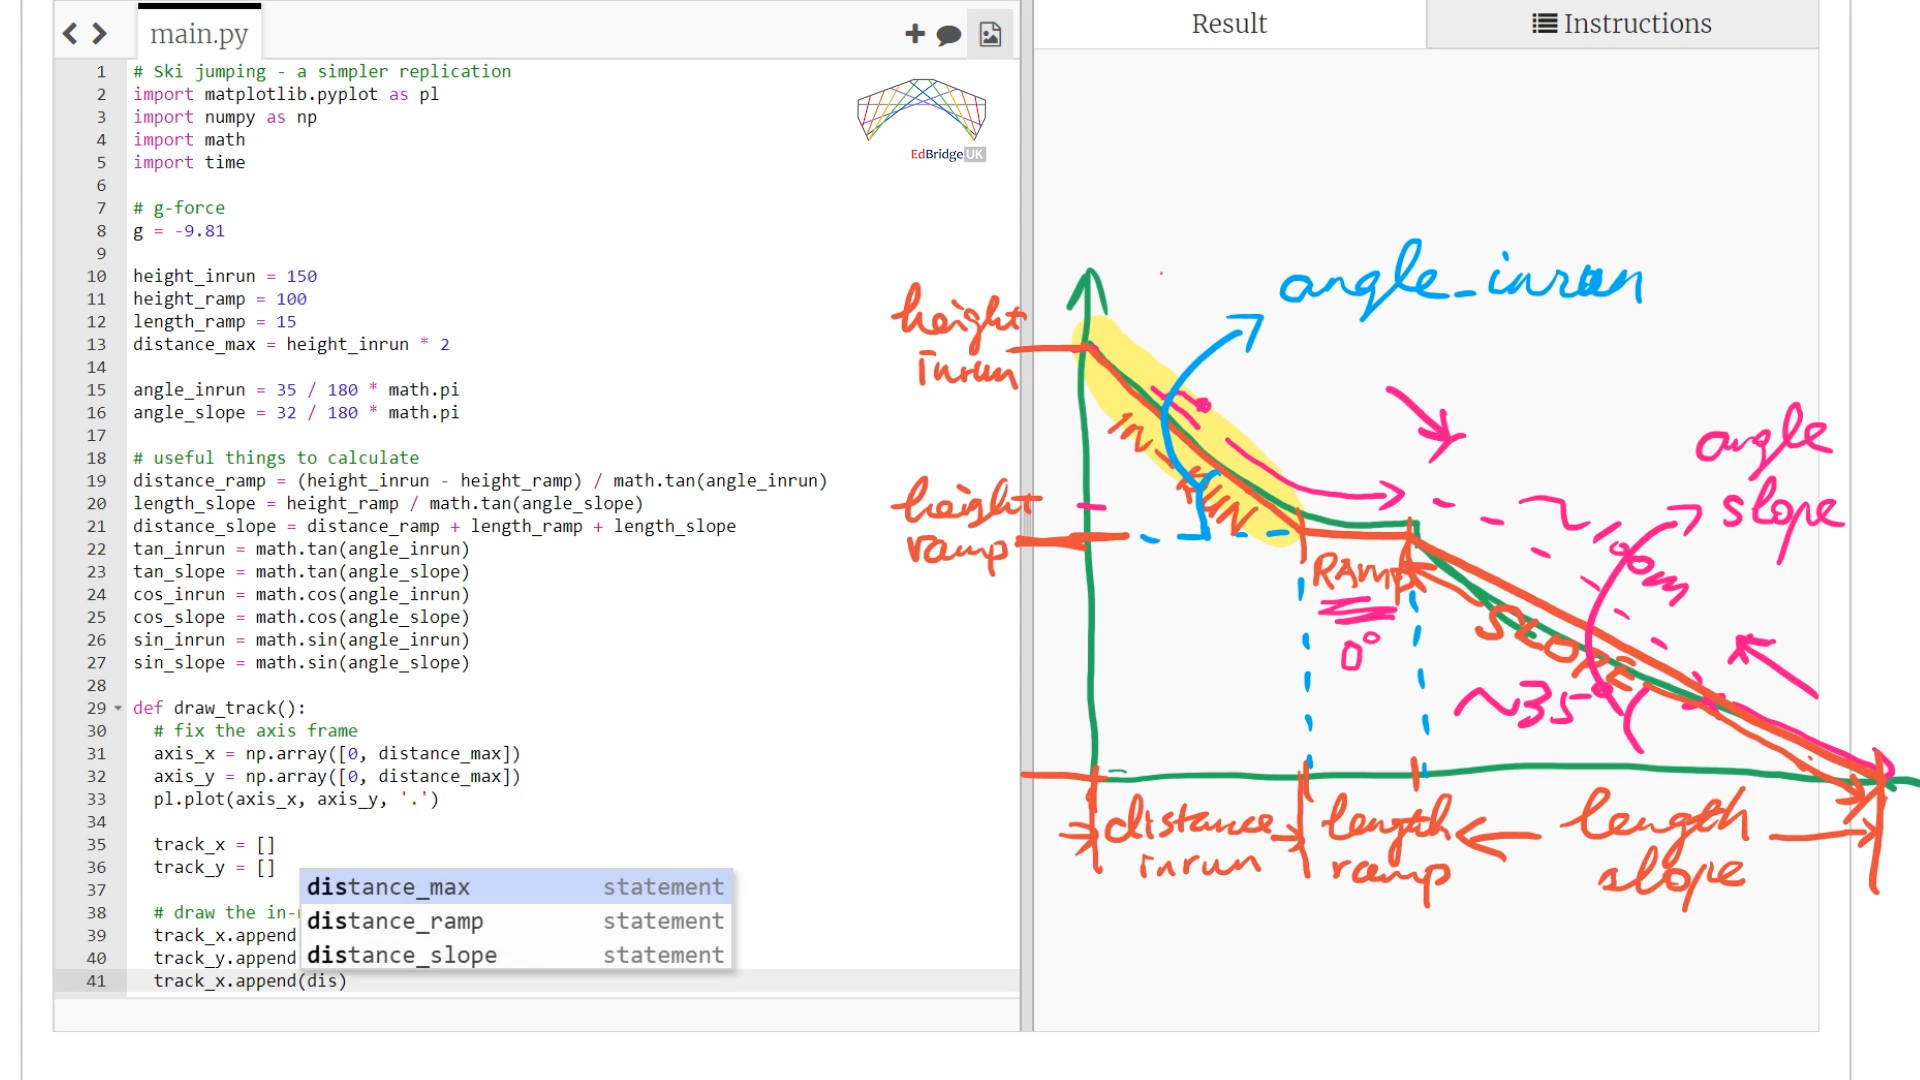 main.py
Result
Instructions
1 # Ski jumping - a simpler replication
2 import matplotlib.pyplot as pl
3 import numpy as np
4 import math
5 import time
6
7 # g-force
8 g = -9.81
9
10 height_inrun = 150
11 height_ramp = 100
12 length_ramp = 15
13 distance_max = height_inrun * 2
14
15 angle_inrun = 35 / 180 * math.pi
16 angle_slope = 32 / 180 * math.pi
17
18 # useful things to calculate
19 distance_ramp = (height_inrun - height_ramp) / math.tan(angle_inrun)
20 length_slope = height_ramp / math.tan(angle_slope)
21 distance_slope = distance_ramp + length_ramp + length_slope
22 tan_inrun = math.tan(angle_inrun)
23 tan_slope = math.tan(angle_slope)
24 cos_inrun = math.cos(angle_inrun)
25 cos_slope = math.cos(angle_slope)
26 sin_inrun = math.sin(angle_inrun)
27 sin_slope = math.sin(angle_slope)
28
29 def draw_track():
30 # fix the axis frame
31 axis_x = np.array([0, distance_max])
32 axis_y = np.array([0, distance_max])
33 pl.plot(axis_x, axis_y, '.')
34
35 track_x = []
36 track_y = []
37
38 # draw the in-
39 track_x.append
40 track_y.append
41 track_x.append(dis)
distance_max statement
distance_ramp statement
distance_slope statement
EdBridge UK
angle_inrun
height
inrun
IN-RUN
angle
slope
height
ramp
~100m
RAMP
0°
SLOPE
~35°
distance
inrun
length
ramp
length
slope